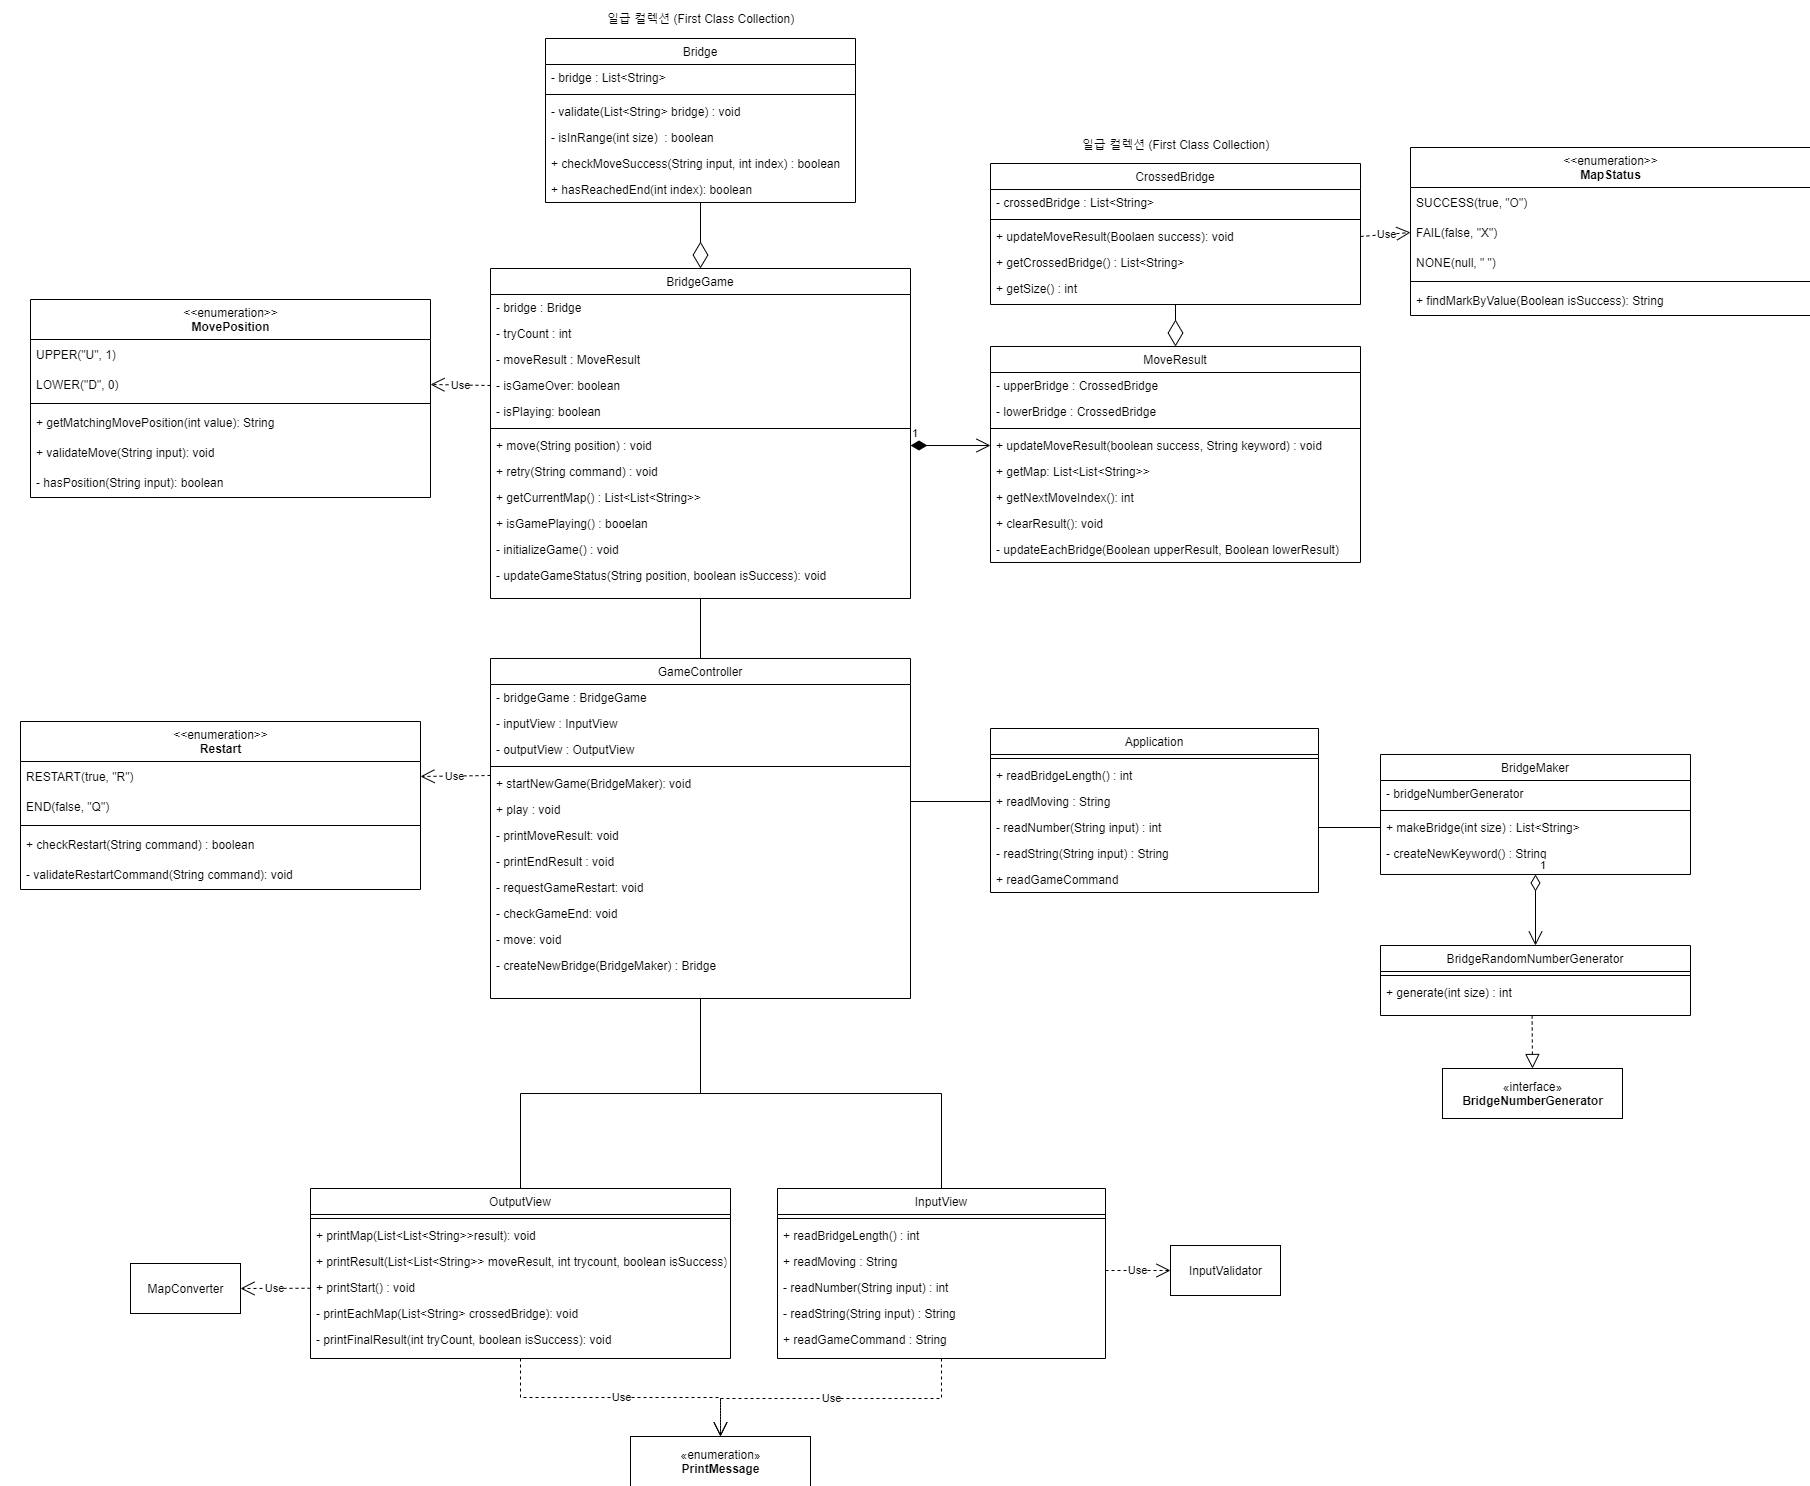 일급 컬렉션 (First Class Collection)
Bridge
- bridge : List<String>
- validate(List<String> bridge) : void
- isInRange(int size)  : boolean
+ checkMoveSuccess(String input, int index) : boolean
+ hasReachedEnd(int index): boolean
일급 컬렉션 (First Class Collection)
CrossedBridge
- crossedBridge : List<String>
+ updateMoveResult(Boolaen success): void
+ getCrossedBridge() : List<String>
+ getSize() : int
Use
<<enumeration>>
MapStatus
SUCCESS(true, "O")
FAIL(false, "X")
NONE(null, " ")
+ findMarkByValue(Boolean isSuccess): String
<<enumeration>>
MovePosition
UPPER("U", 1)
LOWER("D", 0)
+ getMatchingMovePosition(int value): String
+ validateMove(String input): void
- hasPosition(String input): boolean
Use
BridgeGame
- bridge : Bridge
- tryCount : int
- moveResult : MoveResult
- isGameOver: boolean
- isPlaying: boolean
+ move(String position) : void
+ retry(String command) : void
+ getCurrentMap() : List<List<String>>
+ isGamePlaying() : booelan
- initializeGame() : void
- updateGameStatus(String position, boolean isSuccess): void
1
MoveResult
- upperBridge : CrossedBridge
- lowerBridge : CrossedBridge
+ updateMoveResult(boolean success, String keyword) : void
+ getMap: List<List<String>>
+ getNextMoveIndex(): int
+ clearResult(): void
- updateEachBridge(Boolean upperResult, Boolean lowerResult)
<<enumeration>>
Restart
RESTART(true, "R")
END(false, "Q")
+ checkRestart(String command) : boolean
- validateRestartCommand(String command): void
Use
GameController
- bridgeGame : BridgeGame
- inputView : InputView
- outputView : OutputView
+ startNewGame(BridgeMaker): void
+ play : void
- printMoveResult: void
- printEndResult : void
- requestGameRestart: void
- checkGameEnd: void
- move: void
- createNewBridge(BridgeMaker) : Bridge
Application
+ readBridgeLength() : int
+ readMoving : String
- readNumber(String input) : int
- readString(String input) : String
+ readGameCommand
BridgeMaker
- bridgeNumberGenerator
+ makeBridge(int size) : List<String>
- createNewKeyword() : String
1
BridgeRandomNumberGenerator
+ generate(int size) : int
«interface»
BridgeNumberGenerator
OutputView
+ printMap(List<List<String>>result): void
+ printResult(List<List<String>> moveResult, int trycount, boolean isSuccess)
+ printStart() : void
- printEachMap(List<String> crossedBridge): void
- printFinalResult(int tryCount, boolean isSuccess): void
MapConverter
Use
InputView
+ readBridgeLength() : int
+ readMoving : String
- readNumber(String input) : int
- readString(String input) : String
+ readGameCommand : String
Use
InputValidator
Use
Use
«enumeration»
PrintMessage